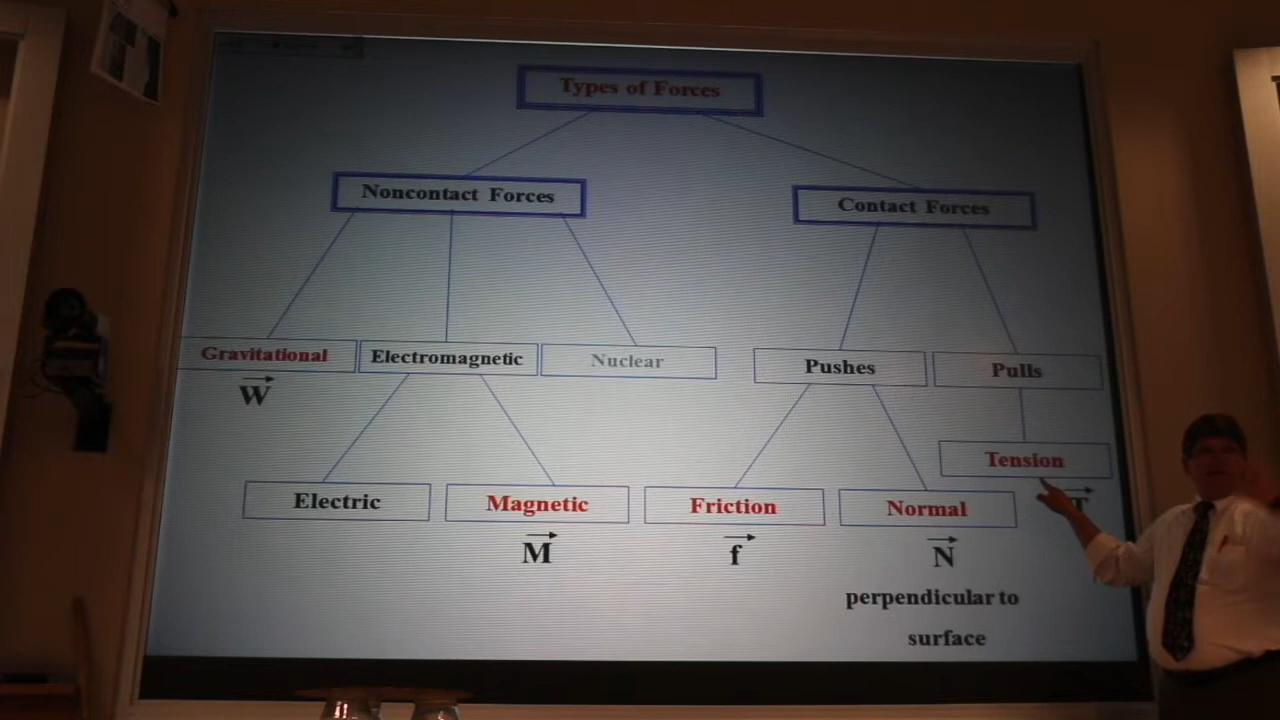 Types of Forces
Noncontact Forces
Contact Forces
Gravitational
Electromagnetic
Nuclear
Pushes
Pulls
W
Tension
T
Electric
Magnetic
Friction
Normal
M
f
N
perpendicular to
surface